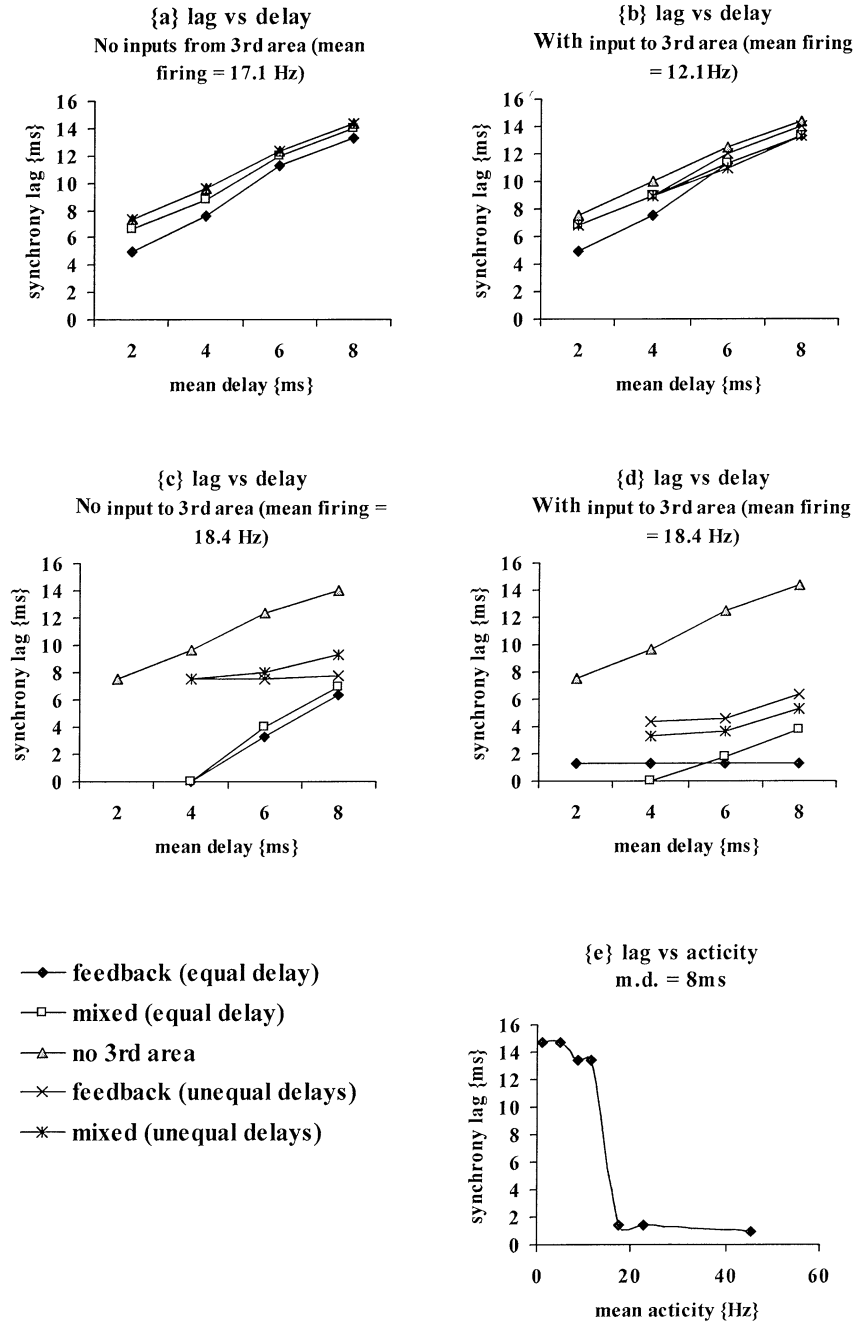 {a} lag vs delay
No inputs from 3rd area (mean
firing = 17.1 Hz)
16
14
12
10
8
6
4
2
0
synchrony lag {ms}
2 4 6 8
mean delay {ms}
{b} lag vs delay
With input to 3rd area (mean firing
= 12.1Hz)
16
14
12
10
8
6
4
2
0
synchrony lag {ms}
2 4 6 8
mean delay {ms}
{c} lag vs delay
No input to 3rd area (mean firing =
18.4 Hz)
16
14
12
10
8
6
4
2
0
synchrony lag {ms}
2 4 6 8
mean delay {ms}
{d} lag vs delay
With input to 3rd area (mean firing
= 18.4 Hz)
16
14
12
10
8
6
4
2
0
synchrony lag {ms}
2 4 6 8
mean delay {ms}
feedback (equal delay)
mixed (equal delay)
no 3rd area
feedback (unequal delays)
mixed (unequal delays)
{e} lag vs acticity
m.d. = 8ms
16
14
12
10
8
6
4
2
0
synchrony lag {ms}
0 20 40 60
mean acticity {Hz}